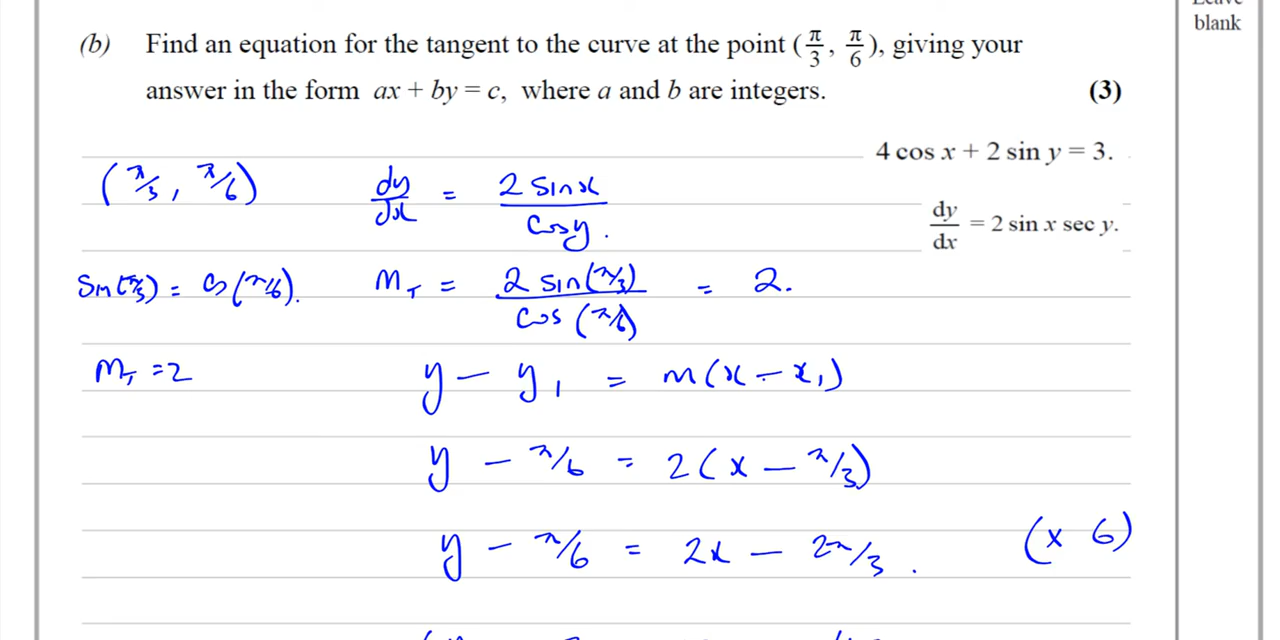 Leave
blank
(b) Find an equation for the tangent to the curve at the point (π/3, π/6), giving your
answer in the form ax + by = c, where a and b are integers. (3)
4 cos x + 2 sin y = 3.
(π/3, π/6) dy/dx = 2 sin x / cos y.
dy/dx = 2 sin x sec y.
Sin(π/3) = Cos(π/6). M_T = 2 sin(π/3) / cos(π/6) = 2.
M_T = 2 y − y₁ = m(x − x₁)
y − π/6 = 2(x − π/3)
y − π/6 = 2x − 2π/3. (x 6)